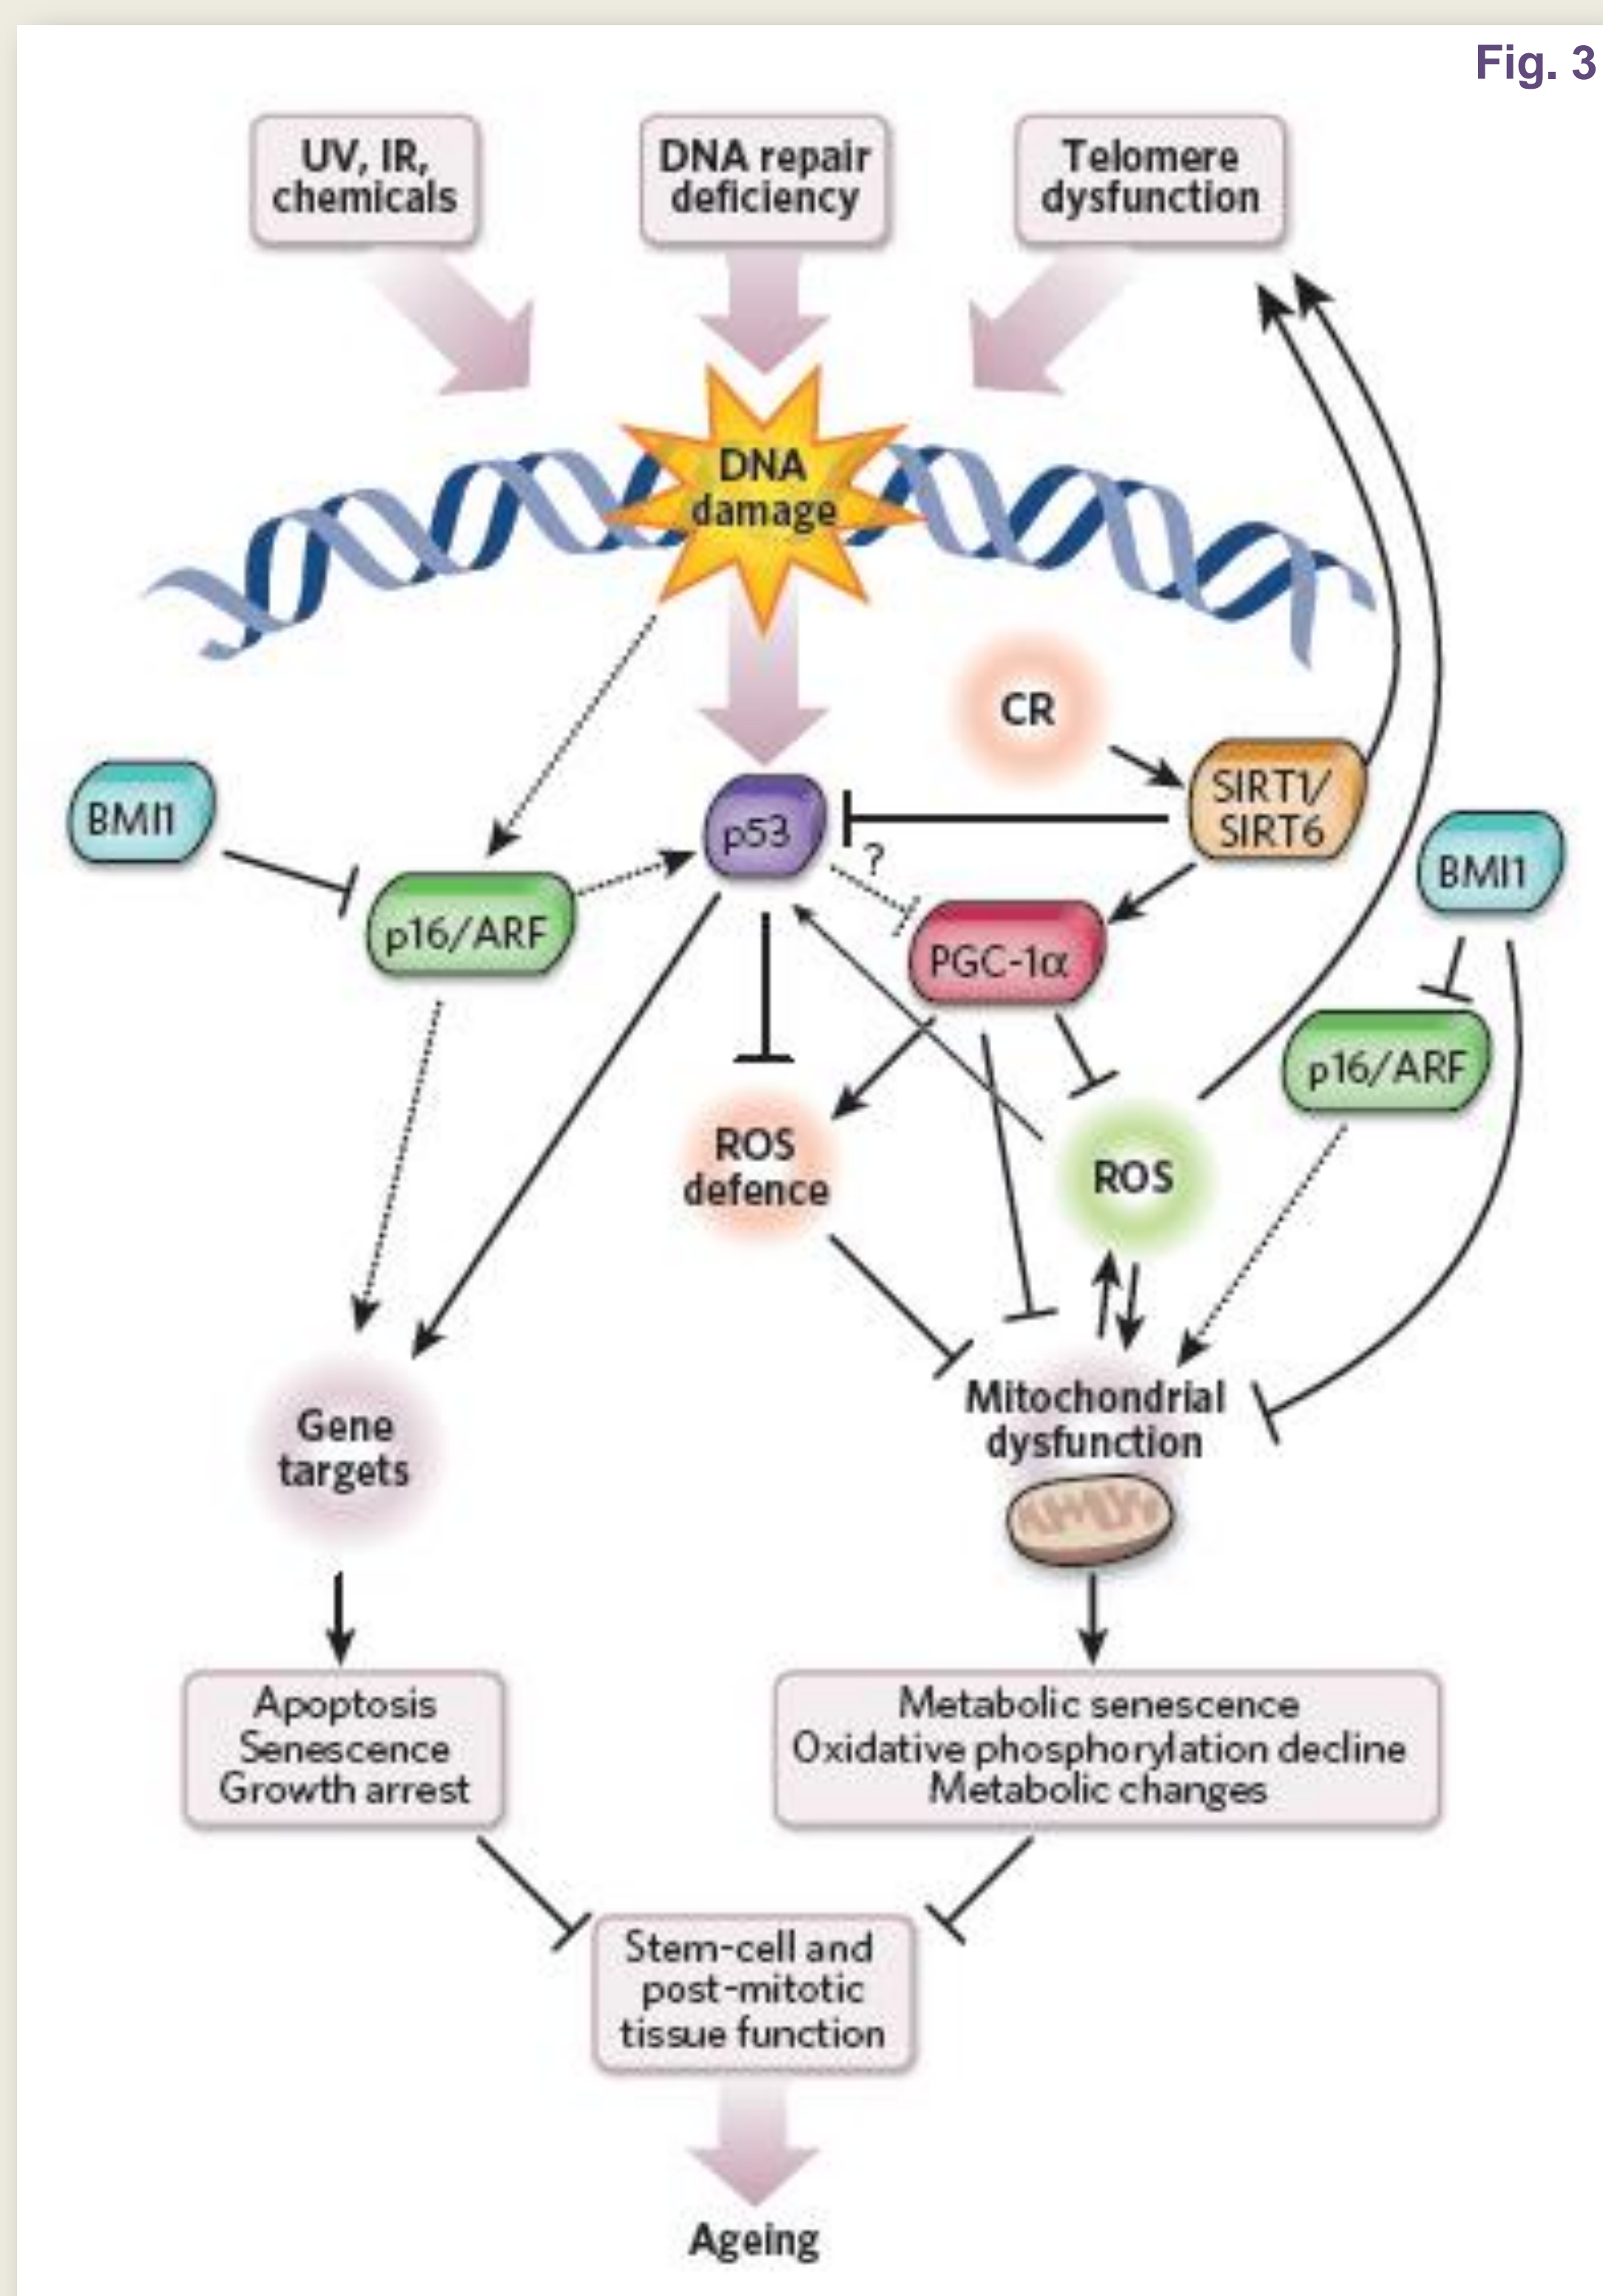 Fig. 3
UV, IR,
chemicals
DNA repair
deficiency
Telomere
dysfunction
DNA
damage
CR
BMI1
p53
SIRT1/
SIRT6
?
BMI1
p16/ARF
PGC-1α
p16/ARF
ROS
defence
ROS
Gene
targets
Mitochondrial
dysfunction
Apoptosis
Senescence
Growth arrest
Metabolic senescence
Oxidative phosphorylation decline
Metabolic changes
Stem-cell and
post-mitotic
tissue function
Ageing